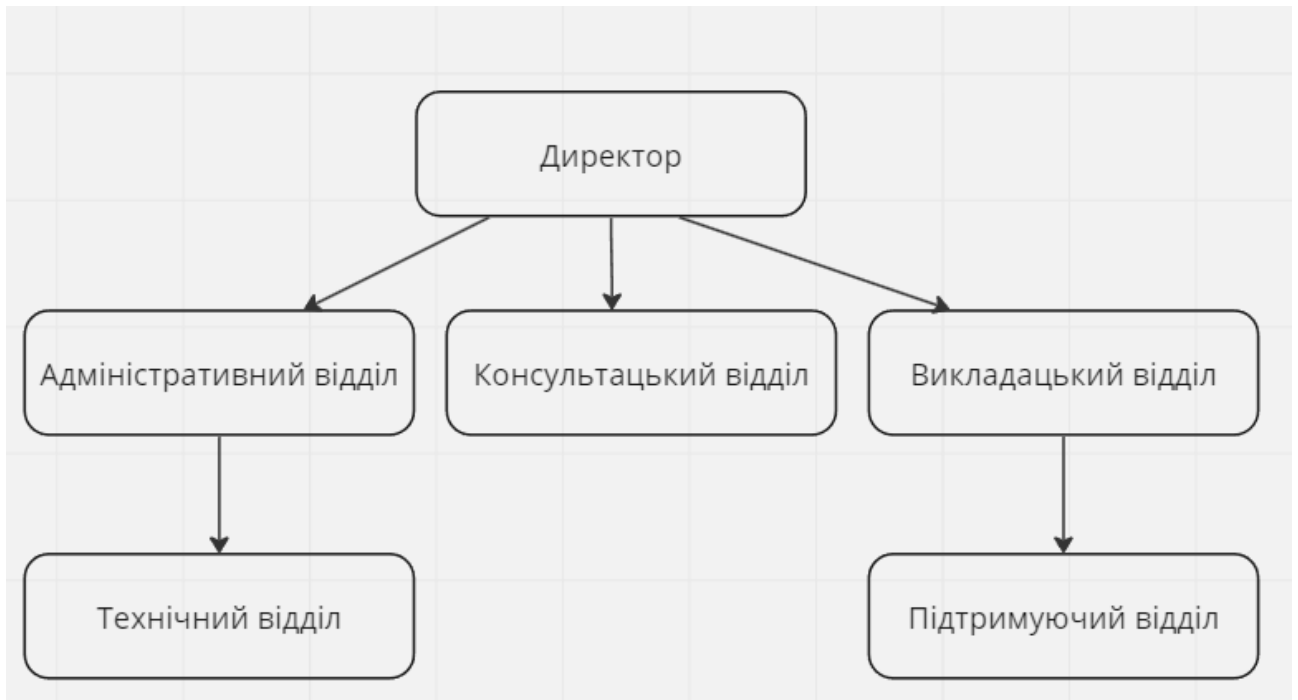 Директор
Адміністративний відділ
Консультацький відділ
Викладацький відділ
Технічний відділ
Підтримуючий відділ